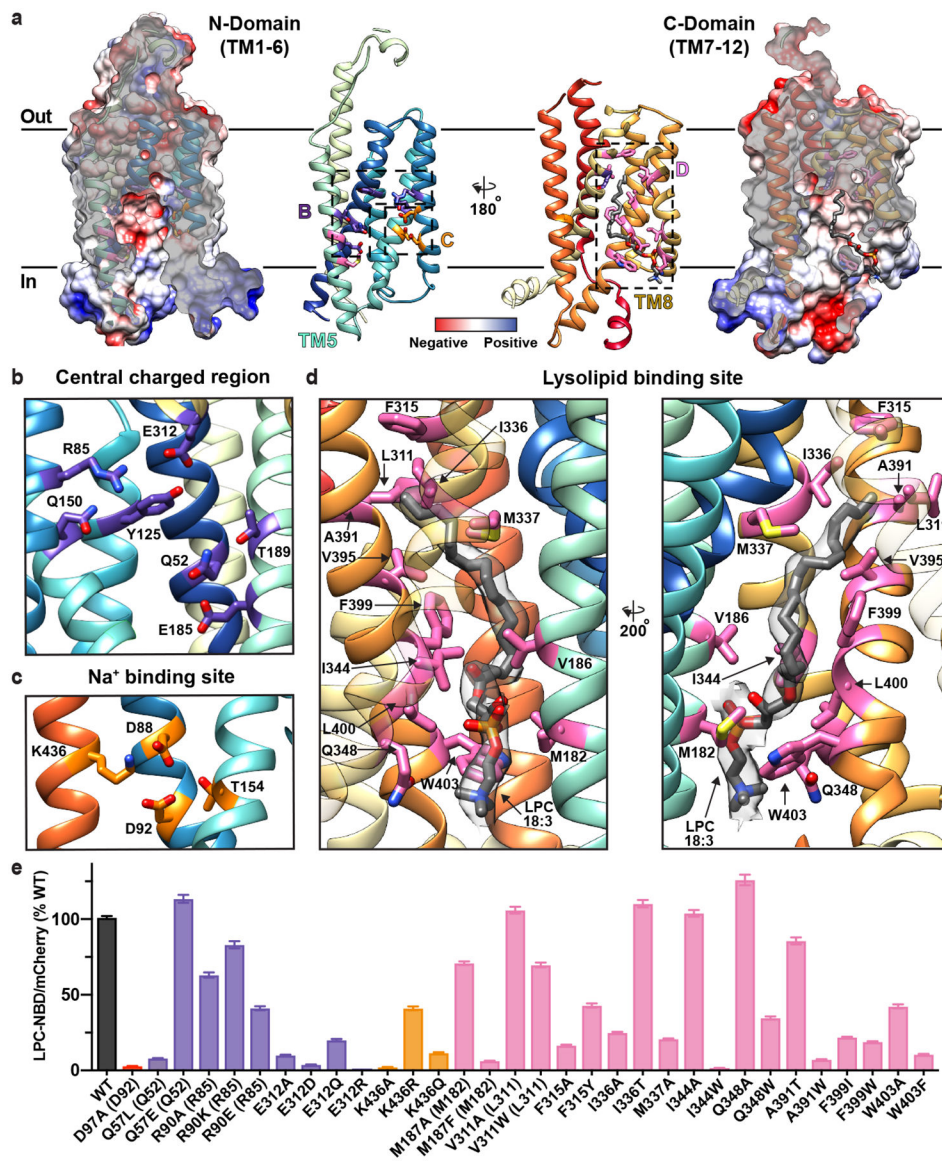 a
N-Domain
(TM1-6)
C-Domain
(TM7-12)
Out
In
B
C
D
180°
TM5
TM8
Negative Positive
b
Central charged region
E312
R85
Q150
Y125
Q52
T189
E185
c
Na⁺ binding site
D88
K436
T154
D92
d
Lysolipid binding site
F315
I336
L311
M337
A391
V395
F399
I344
V186
L400
Q348
M182
W403
LPC
18:3
200°
F315
I336
A391
L311
M337
V395
V186
F399
I344
L400
M182
Q348
LPC
18:3
W403
e
LPC-NBD/mCherry (% WT)
100
50
0
WT
D97A (D92)
Q57L (Q52)
Q57E (Q52)
R90A (R85)
R90K (R85)
R90E (R85)
E312A
E312D
E312Q
E312R
K436A
K436R
K436Q
M187A (M182)
M187F (M182)
V311A (L311)
V311W (L311)
F315A
F315Y
I336A
I336T
M337A
I344A
I344W
Q348A
Q348W
A391T
A391W
F399I
F399W
W403A
W403F